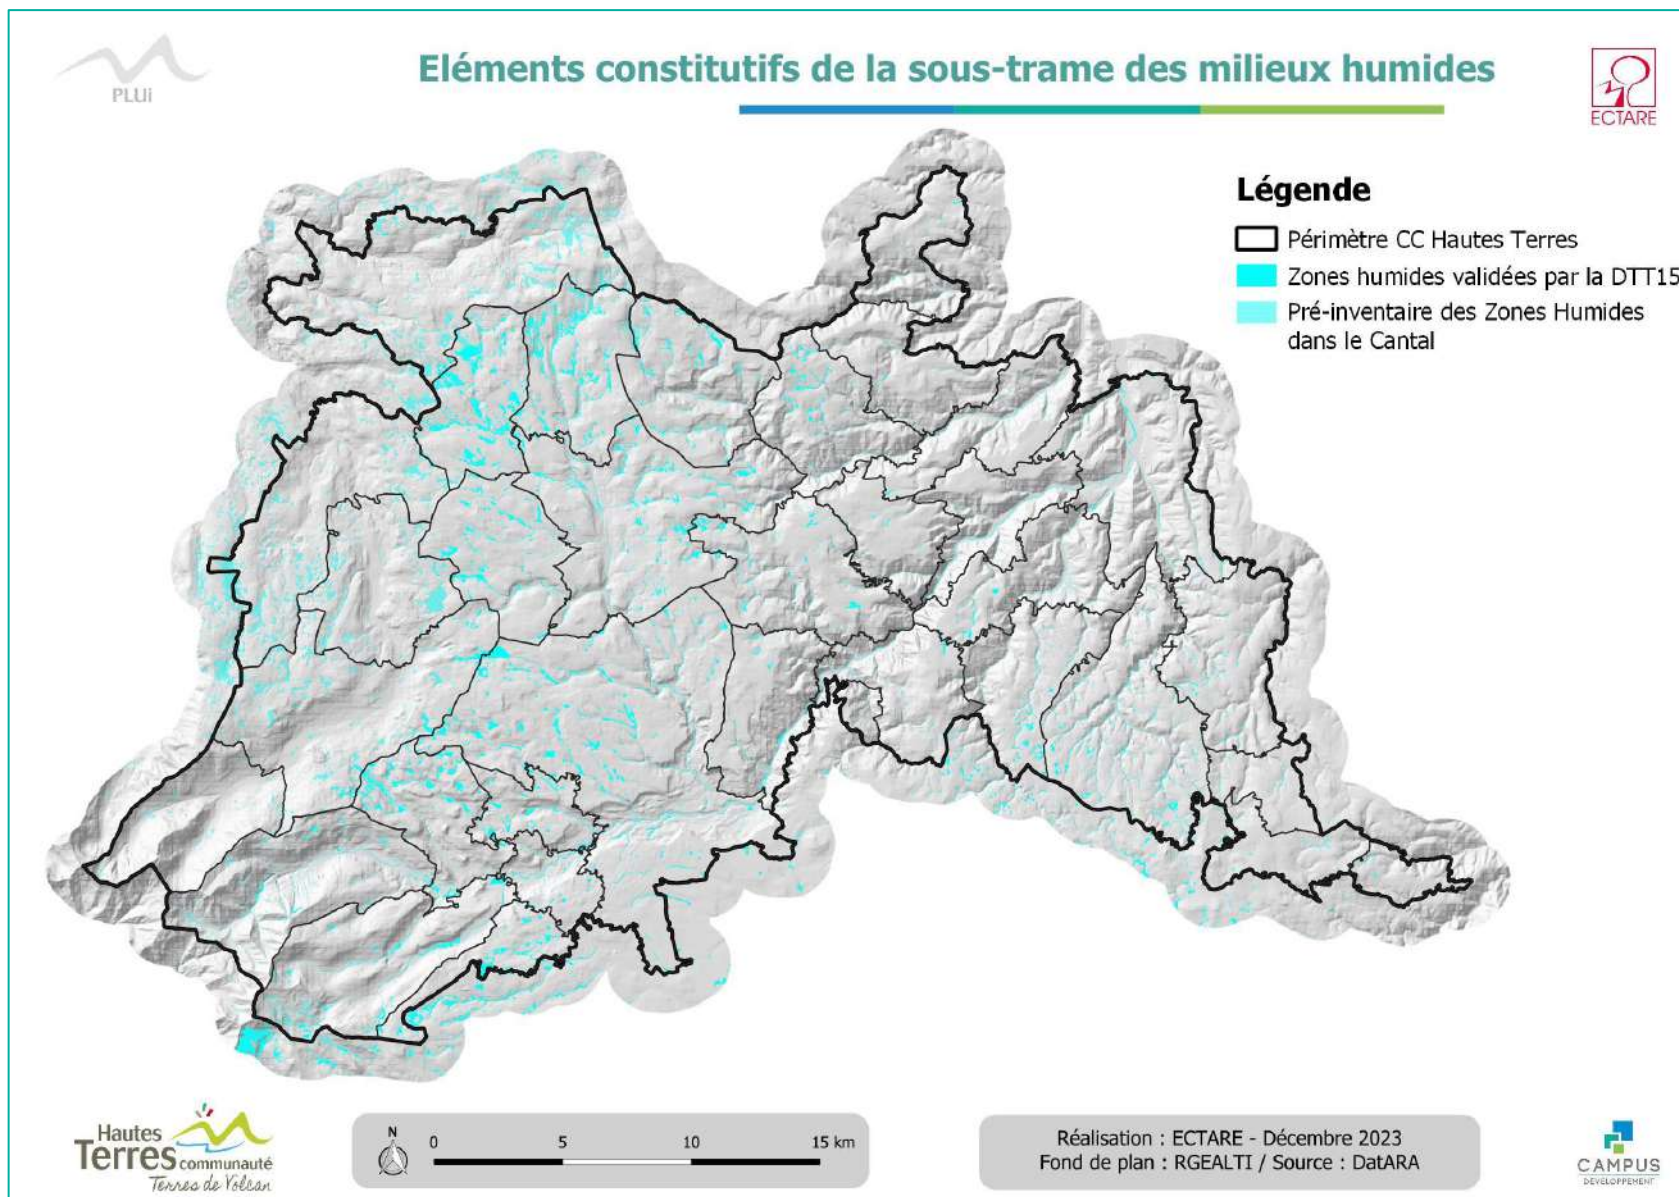 PLUi
Eléments constitutifs de la sous-trame des milieux humides
ECTARE
Légende
Périmètre CC Hautes Terres
Zones humides validées par la DTT15
Pré-inventaire des Zones Humides
dans le Cantal
Hautes
Terres communauté
Terres de Volcan
N
0 5 10 15 km
Réalisation : ECTARE - Décembre 2023
Fond de plan : RGEALTI / Source : DatARA
CAMPUS
DEVELOPPEMENT